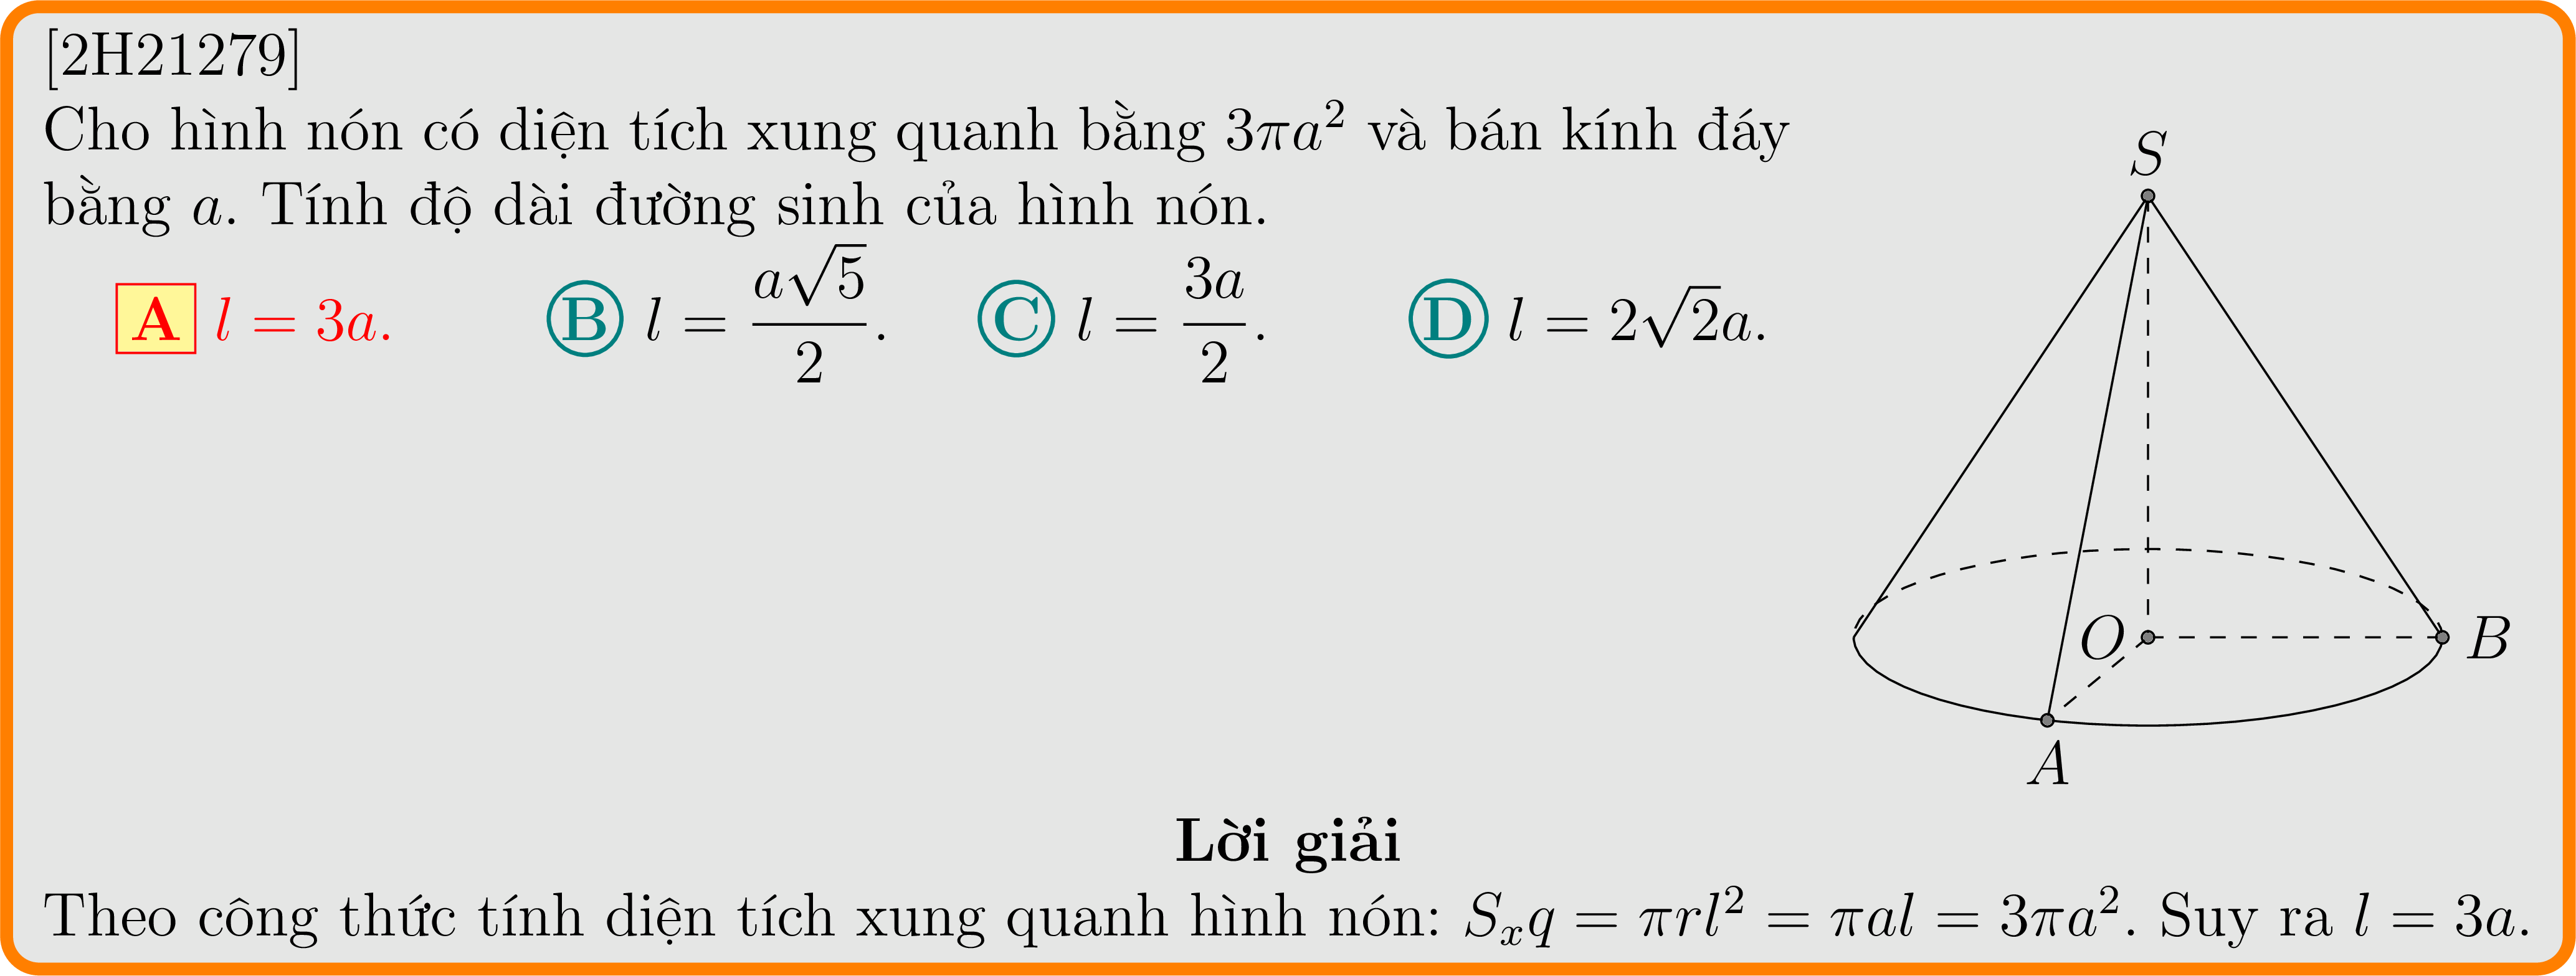 [2H21279]
Cho hình nón có diện tích xung quanh bằng $3\pi a^2$ và bán kính đáy
bằng $a$. Tính độ dài đường sinh của hình nón.
A $l = 3a$. B $l = \dfrac{a\sqrt{5}}{2}$. C $l = \dfrac{3a}{2}$. D $l = 2\sqrt{2}a$.
S
O
B
A
Lời giải
Theo công thức tính diện tích xung quanh hình nón: $S_xq = \pi rl^2 = \pi al = 3\pi a^2$. Suy ra $l = 3a$.